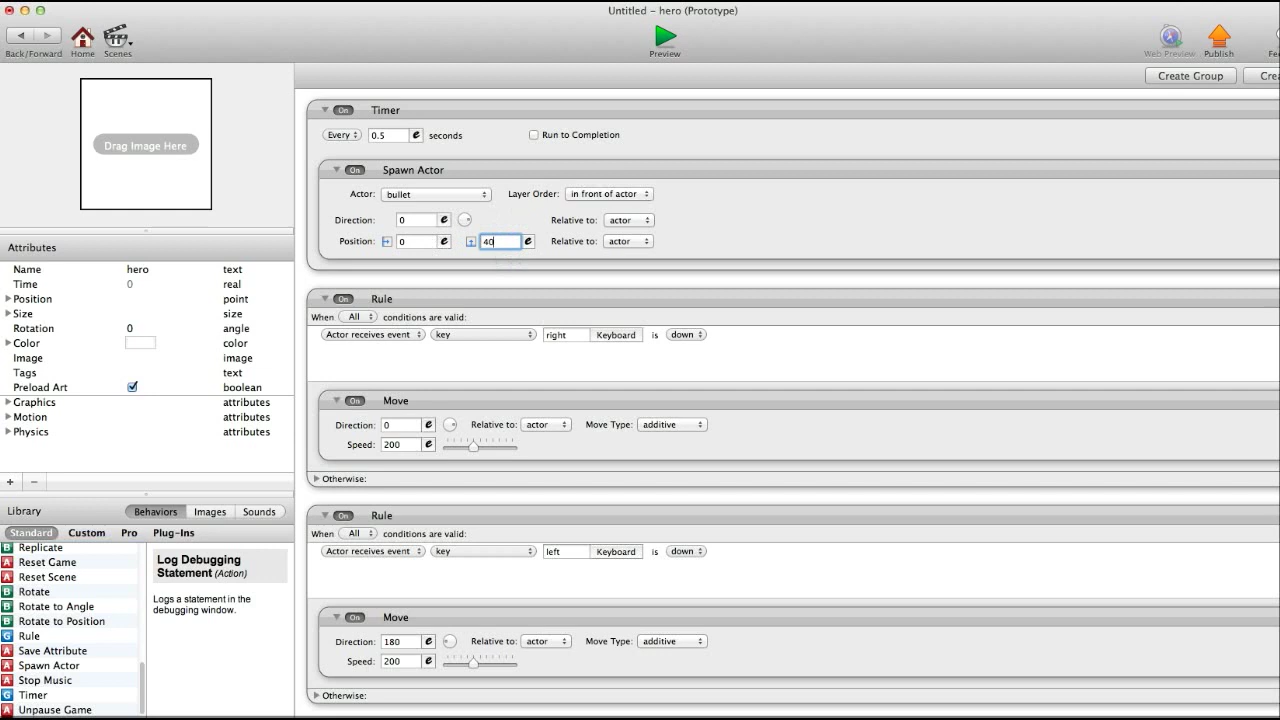 Untitled - hero (Prototype)
Back/Forward Home Scenes Preview Web Preview Publish
Create Group
Drag Image Here
Attributes
Name hero text
Time 0 real
Position point
Size size
Rotation 0 angle
Color color
Image image
Tags text
Preload Art boolean
Graphics attributes
Motion attributes
Physics attributes
+ −
Library Behaviors Images Sounds
Standard Custom Pro Plug-Ins
B Replicate
A Reset Game
A Reset Scene
B Rotate
B Rotate to Angle
B Rotate to Position
G Rule
A Save Attribute
A Spawn Actor
A Stop Music
G Timer
A Unpause Game
Log Debugging
Statement (Action)
Logs a statement in the
debugging window.
On Timer
Every 0.5 e seconds Run to Completion
On Spawn Actor
Actor: bullet Layer Order: in front of actor
Direction: 0 e Relative to: actor
Position: 0 e 40 e Relative to: actor
On Rule
When All conditions are valid:
Actor receives event key right Keyboard is down
On Move
Direction: 0 e Relative to: actor Move Type: additive
Speed: 200 e
Otherwise:
On Rule
When All conditions are valid:
Actor receives event key left Keyboard is down
On Move
Direction: 180 e Relative to: actor Move Type: additive
Speed: 200 e
Otherwise: